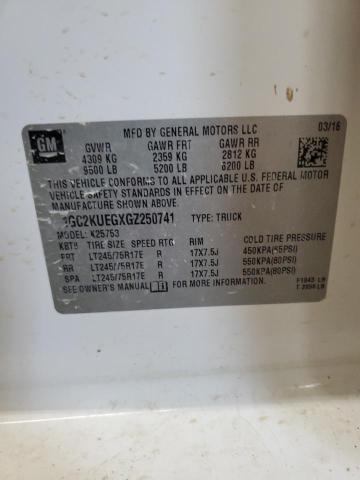 GM
MFD BY GENERAL MOTORS LLC 03/16
GVWR GAWR FRT GAWR RR
4309 KG 2359 KG 2812 KG
9500 LB 5200 LB 6200 LB
THIS VEHICLE CONFORMS TO ALL APPLICABLE U.S. FEDERAL MOTOR
VEHICLE SAFETY STANDARDS IN EFFECT ON THE DATE OF
MANUFACTURE SHOWN ABOVE.
GC2KUEGXGZ250741 TYPE: TRUCK
MODEL: K25753
TIRE SIZE SPEED RTG RIM COLD TIRE PRESSURE
FRT LT245/75R17E R 17X7.5J 450KPA(65PSI)
RR LT245/75R17E R 17X7.5J 550KPA(80PSI)
SPA LT245/75R17E R 17X7.5J 550KPA(80PSI)
SEE OWNER'S MANUAL
FOR MORE INFORMATION.